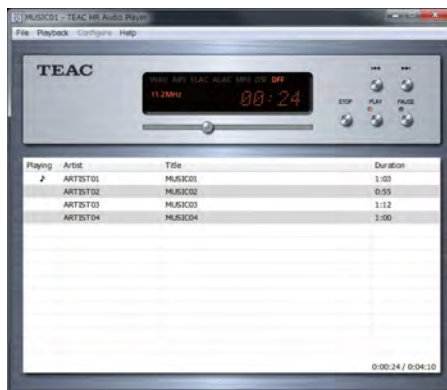 MUSIC01 - TEAC HR Audio Player
File Playback Configure Help
TEAC
WAV AIFF FLAC ALAC MP3 DSF DFF
11.2MHz 00:24
STOP PLAY PAUSE
Playing Artist Title Duration
♪ ARTIST01 MUSIC01 1:03
ARTIST02 MUSIC02 0:55
ARTIST03 MUSIC03 1:12
ARTIST04 MUSIC04 1:00
0:00:24 / 0:04:10